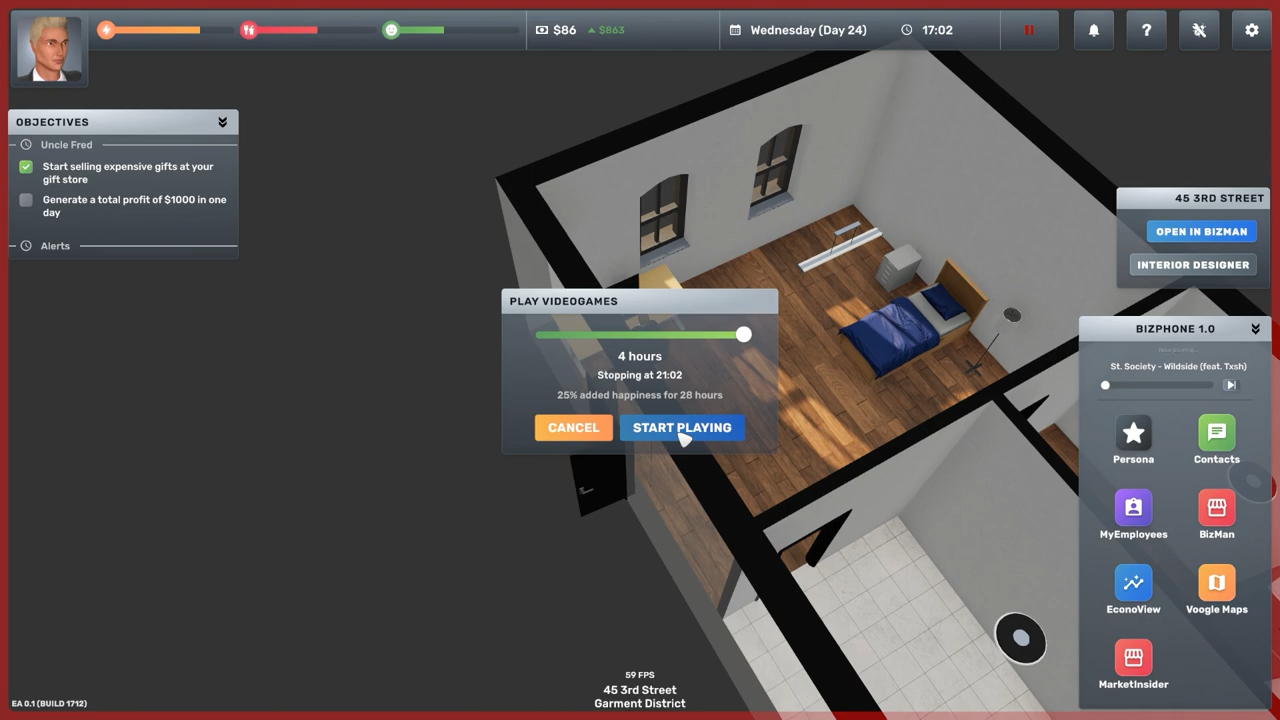 $86
$863
Wednesday (Day 24)
17:02
?
OBJECTIVES
Uncle Fred
Start selling expensive gifts at your
gift store
Generate a total profit of $1000 in one
day
Alerts
45 3RD STREET
OPEN IN BIZMAN
INTERIOR DESIGNER
PLAY VIDEOGAMES
4 hours
Stopping at 21:02
25% added happiness for 28 hours
CANCEL
START PLAYING
BIZPHONE 1.0
St. Society - Wildside (feat. Txsh)
Persona
Contacts
MyEmployees
BizMan
EconoView
Voogle Maps
MarketInsider
59 FPS
45 3rd Street
Garment District
EA 0.1 (BUILD 1712)